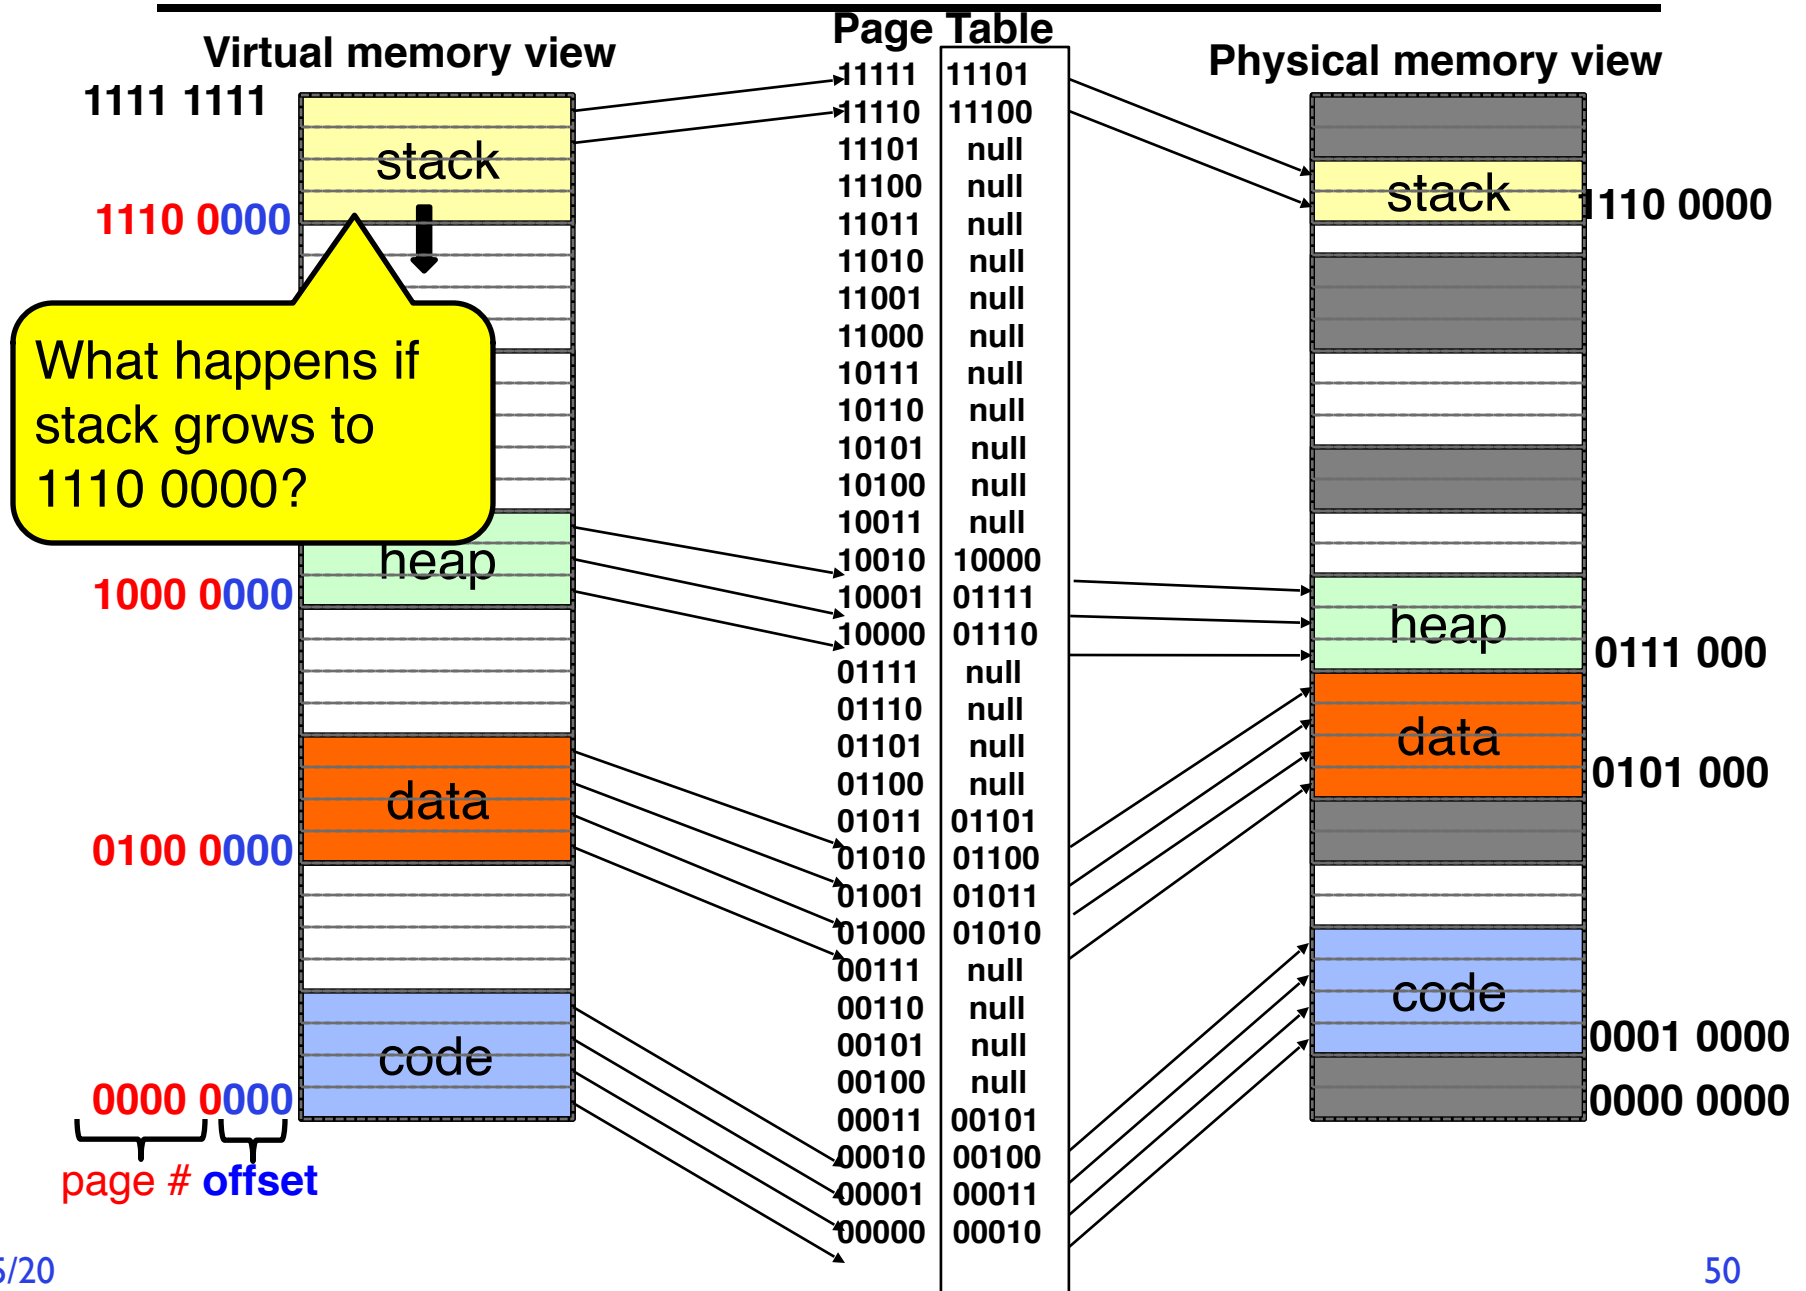 Page Table
Virtual memory view
Physical memory view
1111 1111
stack
1110 0000
What happens if
stack grows to
1110 0000?
heap
1000 0000
data
0100 0000
code
0000 0000
page # offset
11111 11101
11110 11100
11101 null
11100 null
11011 null
11010 null
11001 null
11000 null
10111 null
10110 null
10101 null
10100 null
10011 null
10010 10000
10001 01111
10000 01110
01111 null
01110 null
01101 null
01100 null
01011 01101
01010 01100
01001 01011
01000 01010
00111 null
00110 null
00101 null
00100 null
00011 00101
00010 00100
00001 00011
00000 00010
stack
1110 0000
heap
0111 000
data
0101 000
code
0001 0000
0000 0000
5/20
50